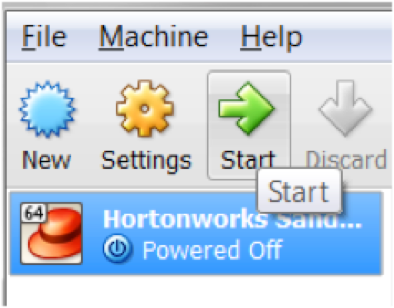 File Machine Help
New Settings Start Discard
Start
64
Hortonworks Sand...
Powered Off